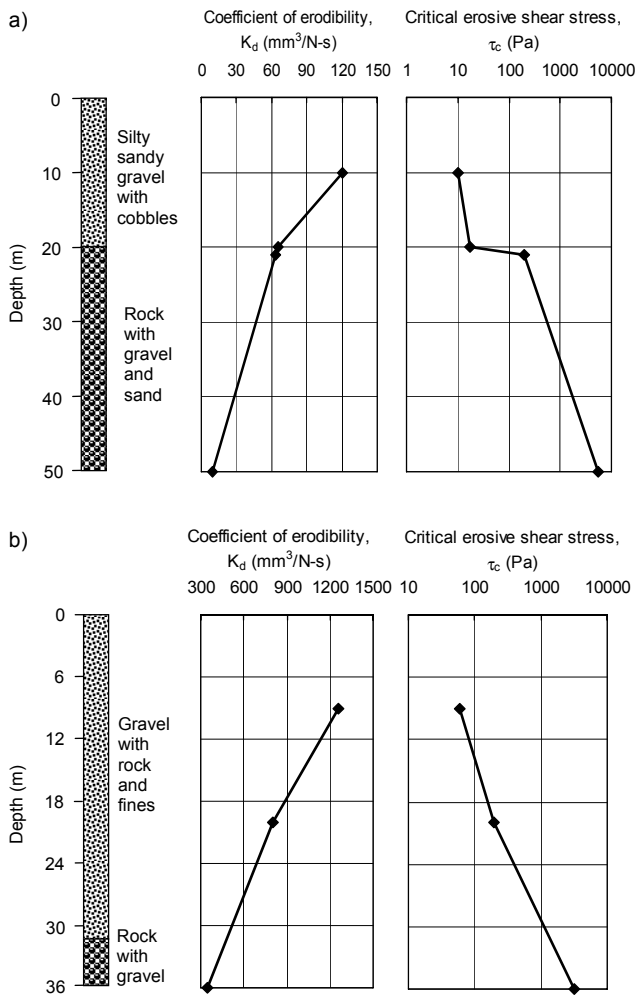 a)
Coefficient of erodibility,
K_d (mm³/N-s)
0 30 60 90 120 150
Critical erosive shear stress,
τ_c (Pa)
1 10 100 1000 10000
Depth (m)
0
10
20
30
40
50
Silty
sandy
gravel
with
cobbles
Rock
with
gravel
and
sand
b)
Coefficient of erodibility,
K_d (mm³/N-s)
300 600 900 1200 1500
Critical erosive shear stress,
τ_c (Pa)
10 100 1000 10000
Depth (m)
0
6
12
18
24
30
36
Gravel
with
rock
and
fines
Rock
with
gravel